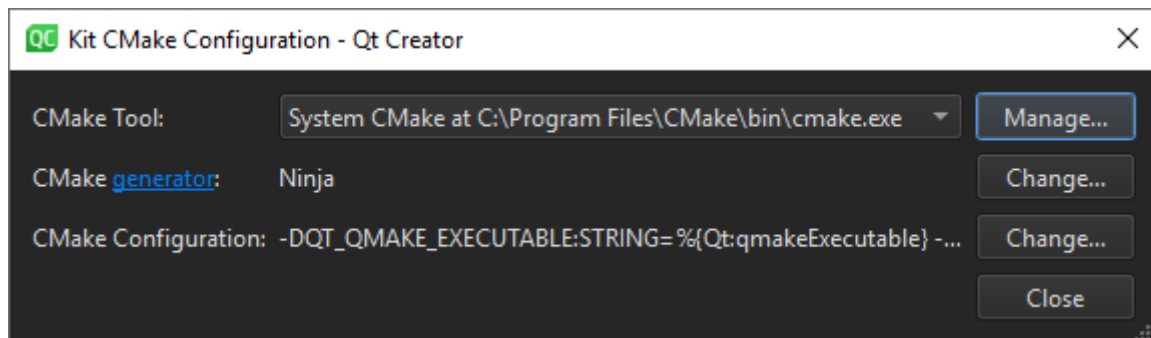 QC Kit CMake Configuration - Qt Creator
CMake Tool: System CMake at C:\Program Files\CMake\bin\cmake.exe Manage...
CMake generator: Ninja Change...
CMake Configuration: -DQT_QMAKE_EXECUTABLE:STRING=%{Qt:qmakeExecutable} -... Change...
Close